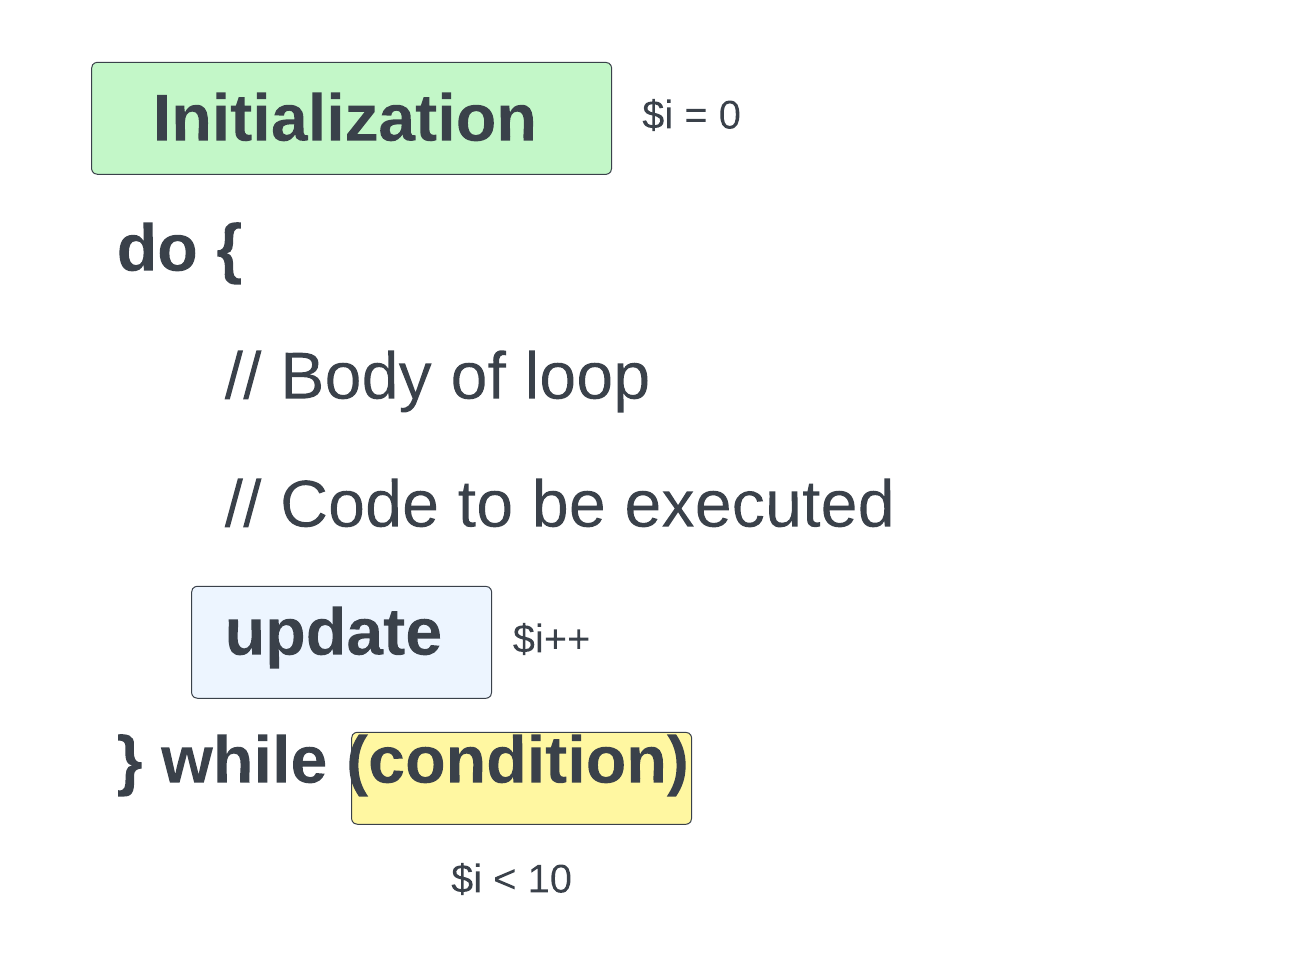 Initialization $i = 0
do {
// Body of loop
// Code to be executed
update $i++
} while (condition)
$i < 10